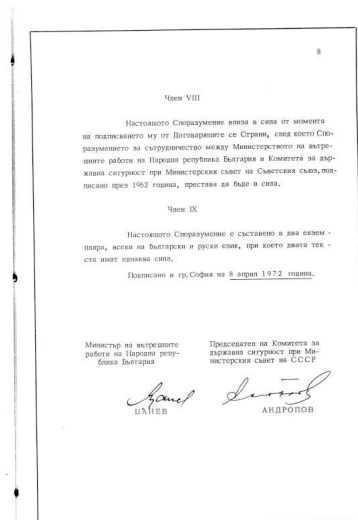 8
Член VIII
Настоящото Споразумение влиза в сила от момента
на подписването му от Договарящите се Страни, след което Спо-
разумението за сътрудничество между Министерството на вътре-
шните работи на Народна република България и Комитета за дър-
жавна сигурност при Министерския съвет на Съветския съюз, под-
писано през 1962 година, престава да бъде в сила.
Член IX
Настоящото Споразумение е съставено в два екзем -
пляра, всеки на български и руски език, при което двата тек -
ста имат еднаква сила.
Подписано в гр. София на 8 април 1972 година.
Министър на вътрешните
работи на Народна репу-
блика България
ЦАНЕВ
Председател на Комитета за
държавна сигурност при Ми-
нистерския съвет на СССР
АНДРОПОВ